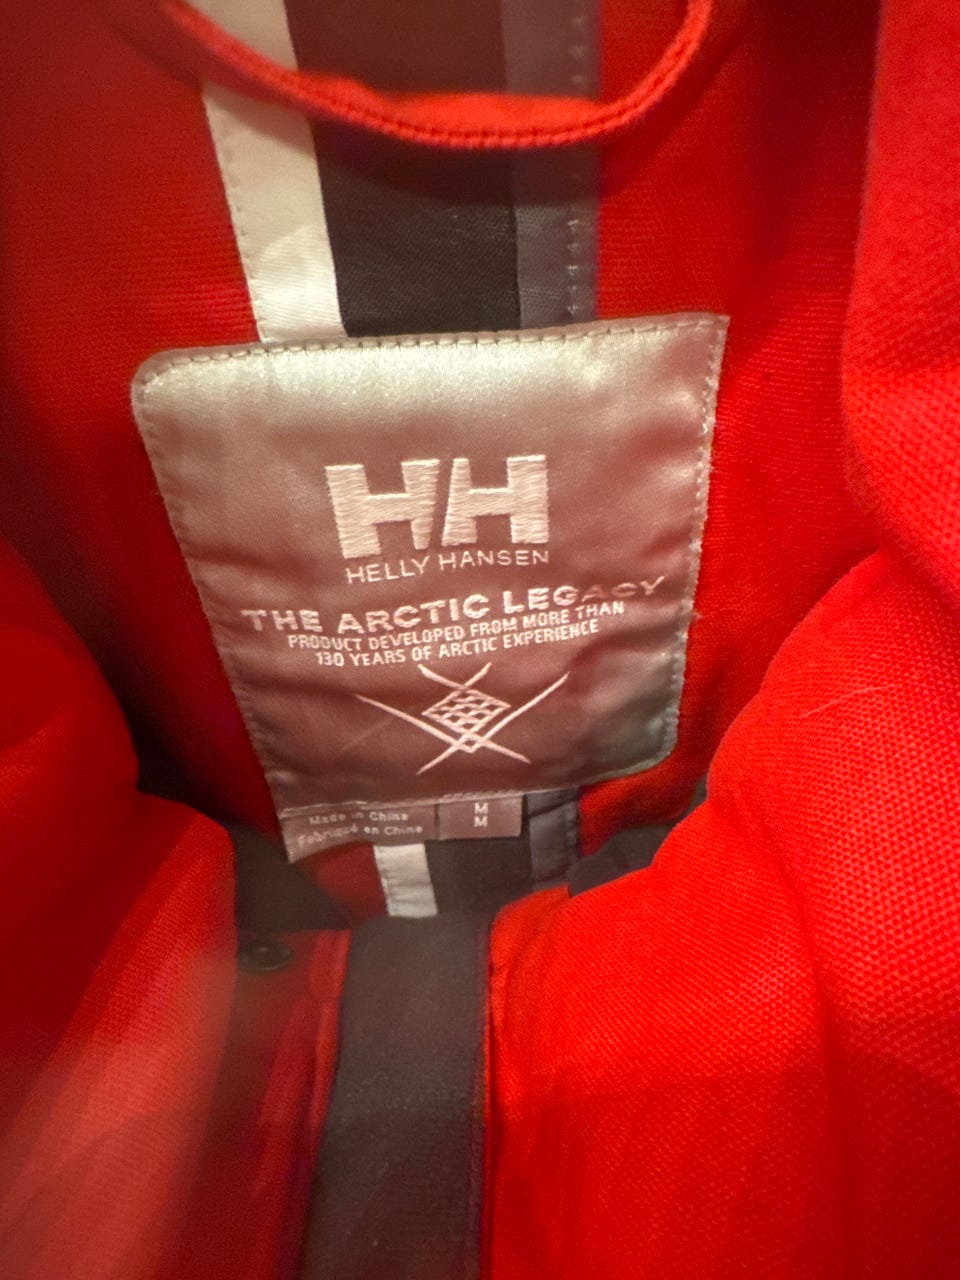 HH
HELLY HANSEN
THE ARCTIC LEGACY
PRODUCT DEVELOPED FROM MORE THAN
130 YEARS OF ARCTIC EXPERIENCE
Made in China
Fabriqué en Chine
M
M